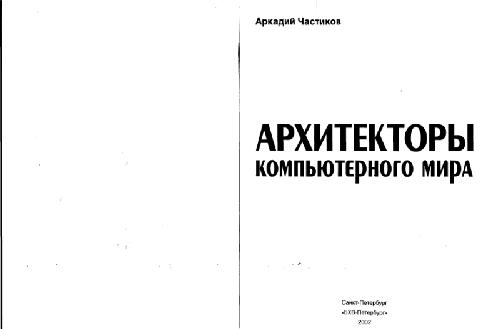 Аркадий Частиков
АРХИТЕКТОРЫ
КОМПЬЮТЕРНОГО МИРА
Санкт-Петербург
«БХВ-Петербург»
2002